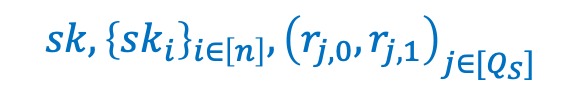 sk, {sk_i}_{i∈[n]}, (r_{j,0}, r_{j,1})_{j∈[Q_S]}